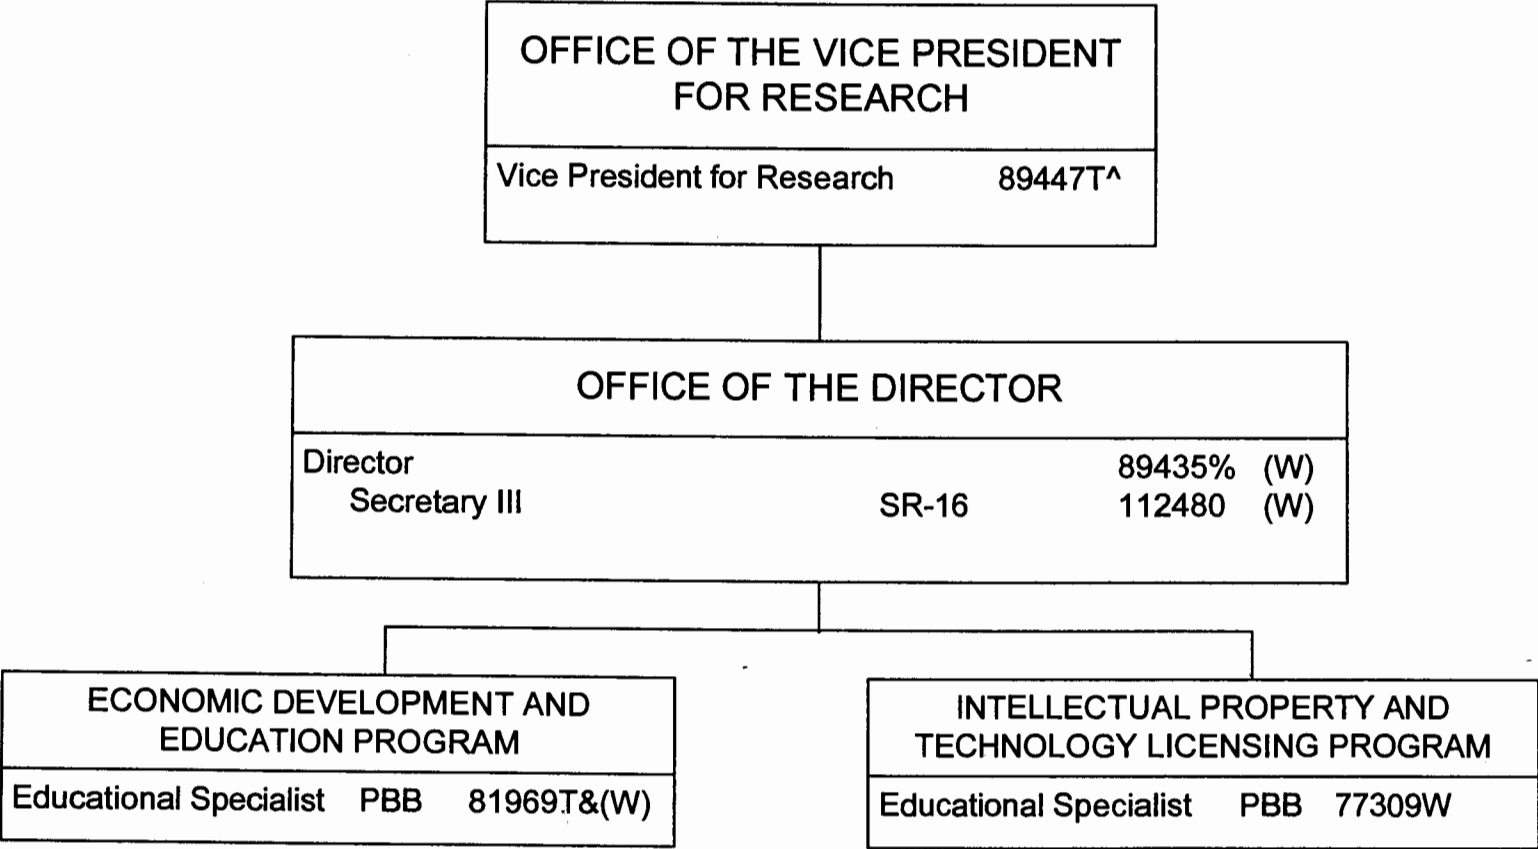 OFFICE OF THE VICE PRESIDENT
FOR RESEARCH
Vice President for Research 89447T^
OFFICE OF THE DIRECTOR
Director 89435% (W)
Secretary III SR-16 112480 (W)
ECONOMIC DEVELOPMENT AND
EDUCATION PROGRAM
Educational Specialist PBB 81969T&(W)
INTELLECTUAL PROPERTY AND
TECHNOLOGY LICENSING PROGRAM
Educational Specialist PBB 77309W